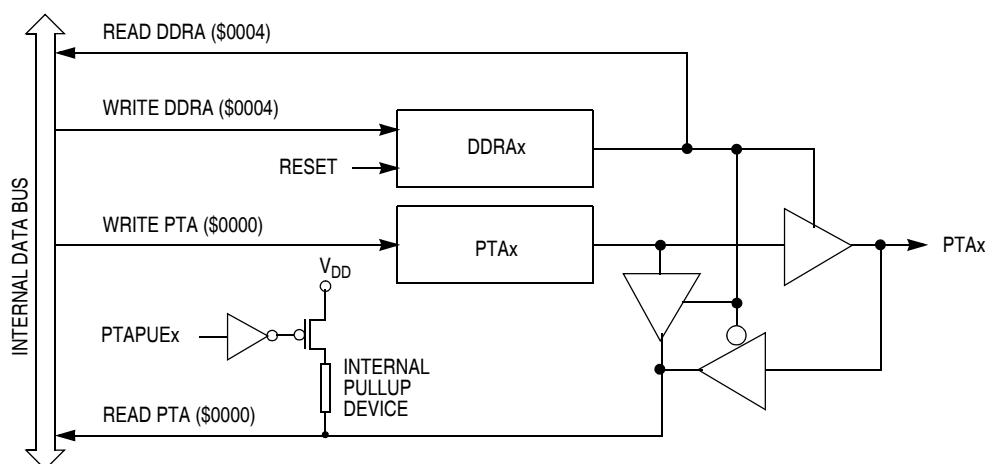 READ DDRA ($0004)
WRITE DDRA ($0004)
DDRAx
RESET
INTERNAL DATA BUS
WRITE PTA ($0000)
PTAx
PTAx
VDD
PTAPUEx
INTERNAL
PULLUP
DEVICE
READ PTA ($0000)